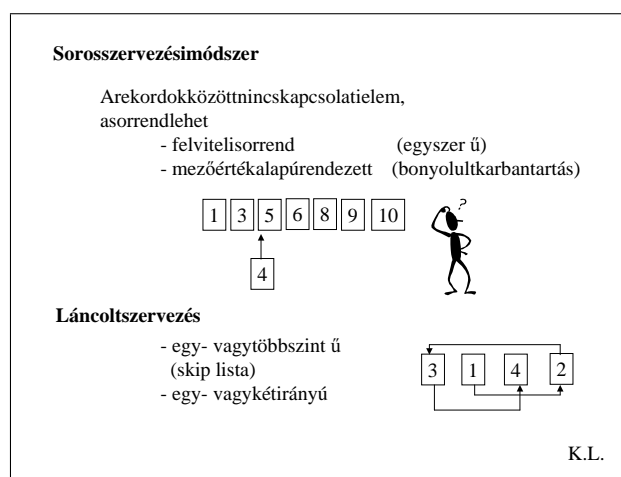 Sorosszervezésimódszer
Arekordokközöttnincskapcsolatielem,
asorrendlehet
- felvitelisorrend (egyszer ű)
- mezőértékalapúrendezett (bonyolultkarbantartás)
1 3 5 6 8 9 10
?
4
Láncoltszervezés
- egy- vagytöbbszint ű
(skip lista)
- egy- vagykétirányú
3 1 4 2
K.L.